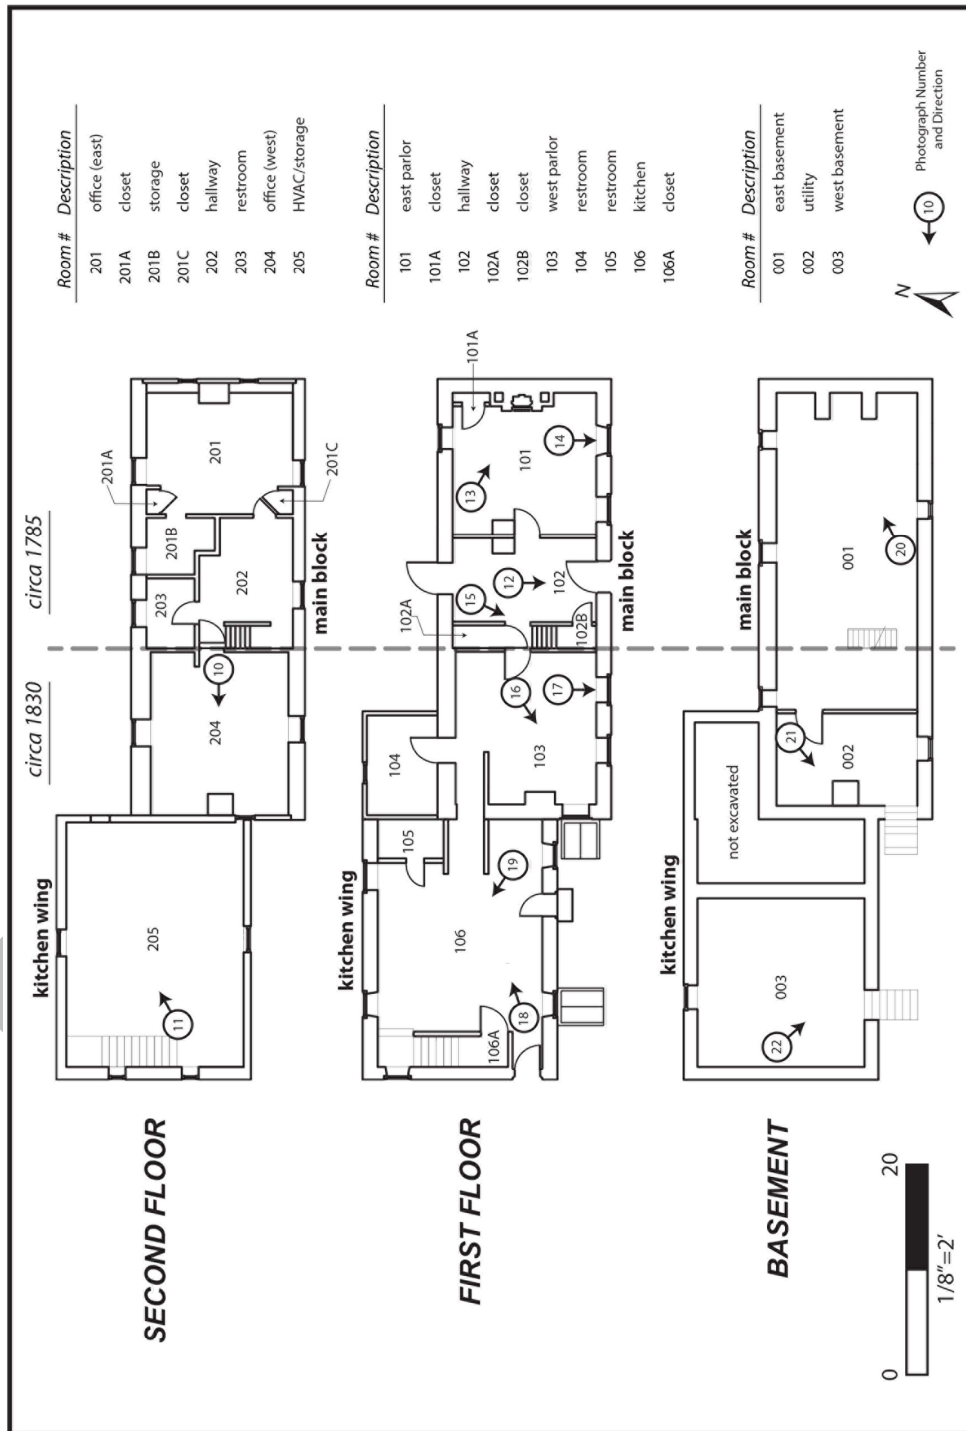 SECOND FLOOR
kitchen wing
circa 1830
circa 1785
main block
205
11
204
10
203
202
201B
201A
201
201C
Room # Description
201 office (east)
201A closet
201B storage
201C closet
202 hallway
203 restroom
204 office (west)
205 HVAC/storage
FIRST FLOOR
kitchen wing
main block
106
106A
18
19
105
104
103
16
17
102A
15
12
102
102B
13
14
101
101A
Room # Description
101 east parlor
101A closet
102 hallway
102A closet
102B closet
103 west parlor
104 restroom
105 restroom
106 kitchen
106A closet
BASEMENT
kitchen wing
main block
003
22
not excavated
21
002
001
20
Room # Description
001 east basement
002 utility
003 west basement
0 20
1/8"=2'
N
10
Photograph Number
and Direction